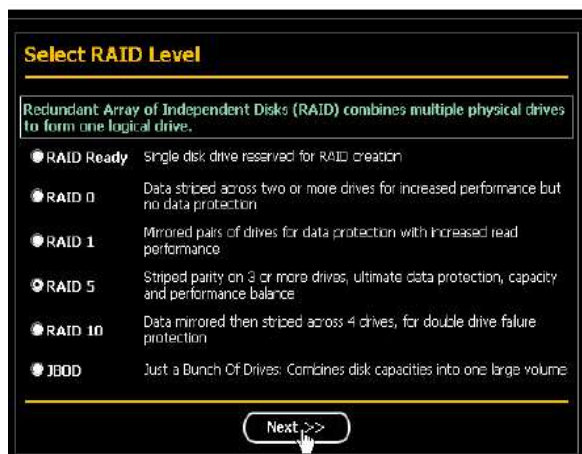 Select RAID Level
Redundant Array of Independent Disks (RAID) combines multiple physical drives
to form one logical drive.
RAID Ready Single disk drive reserved for RAID creation
RAID 0 Data striped across two or more drives for increased performance but
no data protection
RAID 1 Mirrored pairs of drives for data protection with increased read
performance
RAID 5 Striped parity on 3 or more drives, ultimate data protection, capacity
and performance balance
RAID 10 Data mirrored then striped across 4 drives, for double drive failure
protection
JBOD Just a Bunch Of Drives: Combines disk capacities into one large volume
Next >>